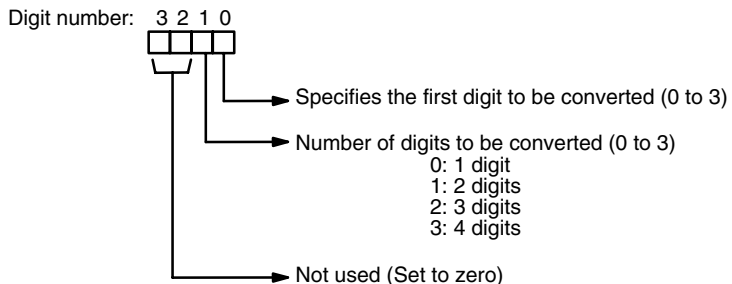 Digit number: 3 2 1 0
Specifies the first digit to be converted (0 to 3)
Number of digits to be converted (0 to 3)
0: 1 digit
1: 2 digits
2: 3 digits
3: 4 digits
Not used (Set to zero)